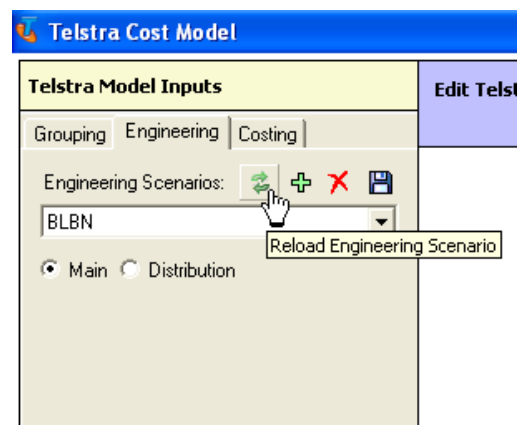 Telstra Cost Model
Telstra Model Inputs
Edit Telst
Grouping Engineering Costing
Engineering Scenarios:
BLBN
Reload Engineering Scenario
Main Distribution